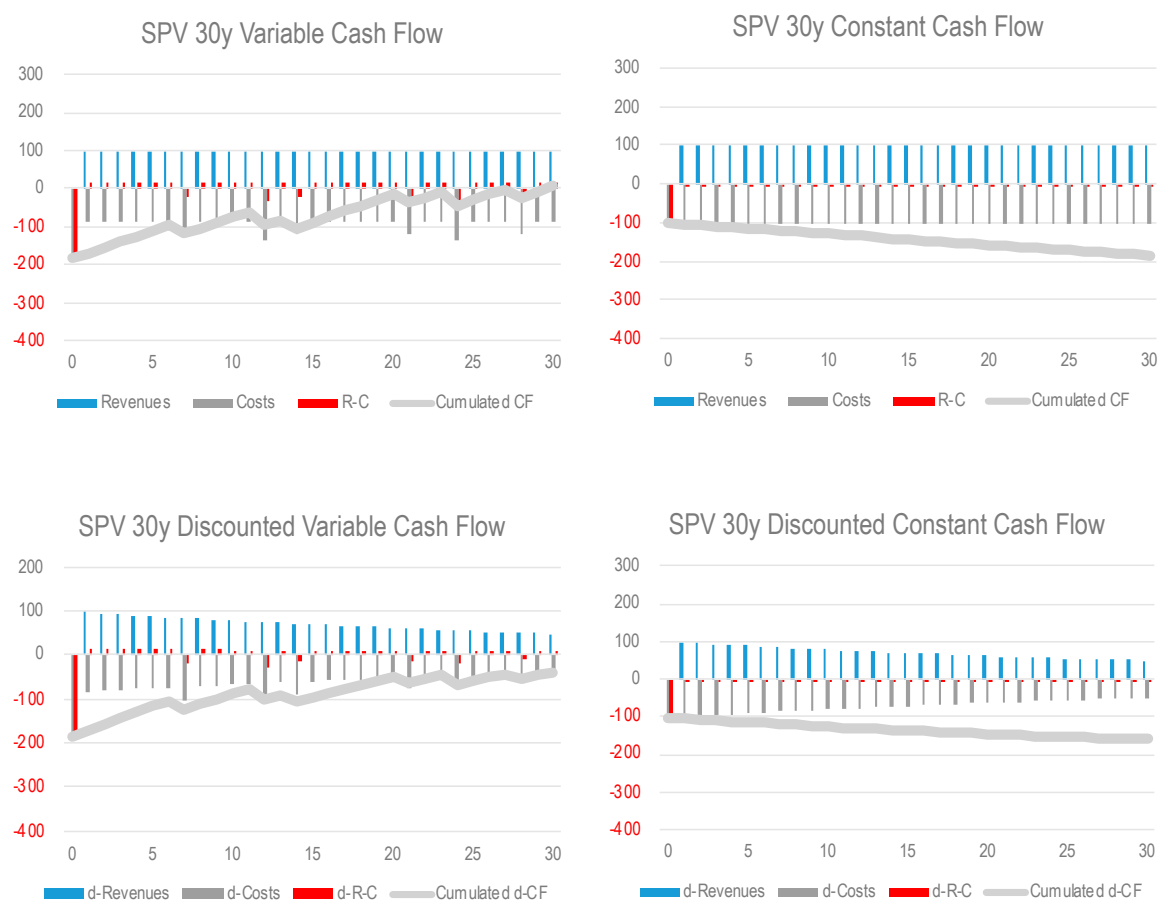 SPV 30y Variable Cash Flow
300
200
100
0
-100
-200
-300
-400
0 5 10 15 20 25 30
Revenues Costs R-C Cumulated CF
SPV 30y Constant Cash Flow
300
200
100
0
-100
-200
-300
-400
0 5 10 15 20 25 30
Revenues Costs R-C Cumulated CF
SPV 30y Discounted Variable Cash Flow
200
100
0
-100
-200
-300
-400
0 5 10 15 20 25 30
d-Revenues d-Costs d-R-C Cumulated d-CF
SPV 30y Discounted Constant Cash Flow
300
200
100
0
-100
-200
-300
-400
0 5 10 15 20 25 30
d-Revenues d-Costs d-R-C Cumulated d-CF